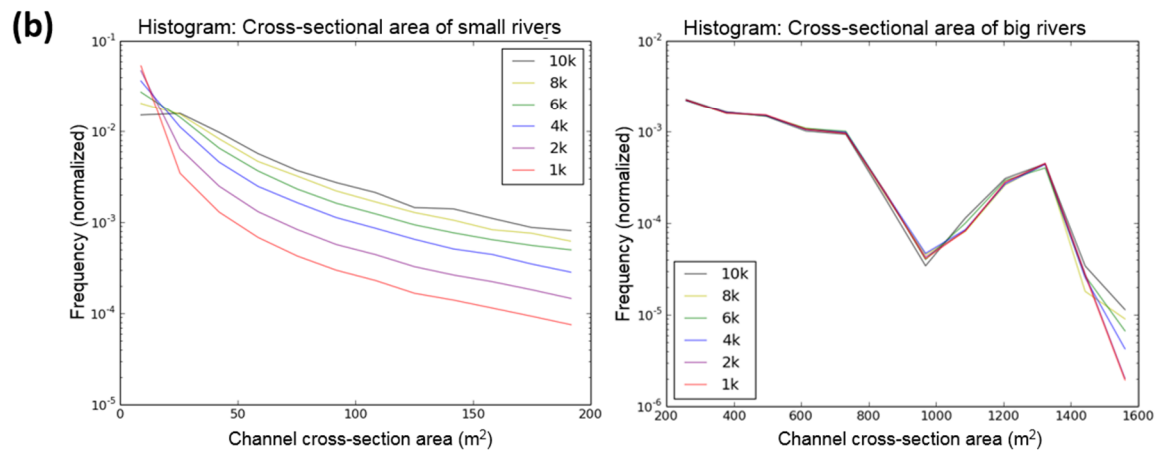 (b)
Histogram: Cross-sectional area of small rivers
10^-1
10^-2
10^-3
10^-4
10^-5
Frequency (normalized)
10k
8k
6k
4k
2k
1k
0 50 100 150 200
Channel cross-section area (m²)
Histogram: Cross-sectional area of big rivers
10^-2
10^-3
10^-4
10^-5
10^-6
Frequency (normalized)
10k
8k
6k
4k
2k
1k
200 400 600 800 1000 1200 1400 1600
Channel cross-section area (m²)